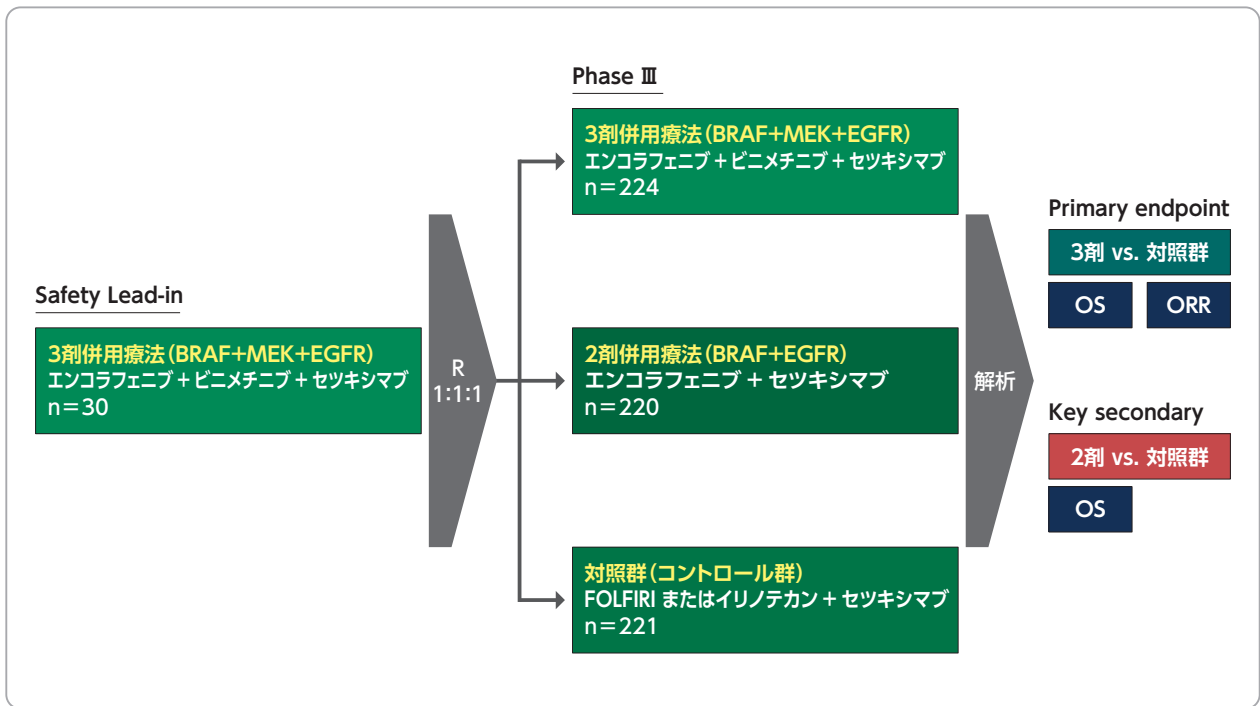 Safety Lead-in
3剤併用療法(BRAF+MEK+EGFR)
エンコラフェニブ + ビニメチニブ + セツキシマブ
n=30
R
1:1:1
Phase Ⅲ
3剤併用療法(BRAF+MEK+EGFR)
エンコラフェニブ + ビニメチニブ + セツキシマブ
n=224
2剤併用療法(BRAF+EGFR)
エンコラフェニブ + セツキシマブ
n=220
対照群(コントロール群)
FOLFIRI またはイリノテカン + セツキシマブ
n=221
解析
Primary endpoint
3剤 vs. 対照群
OS ORR
Key secondary
2剤 vs. 対照群
OS